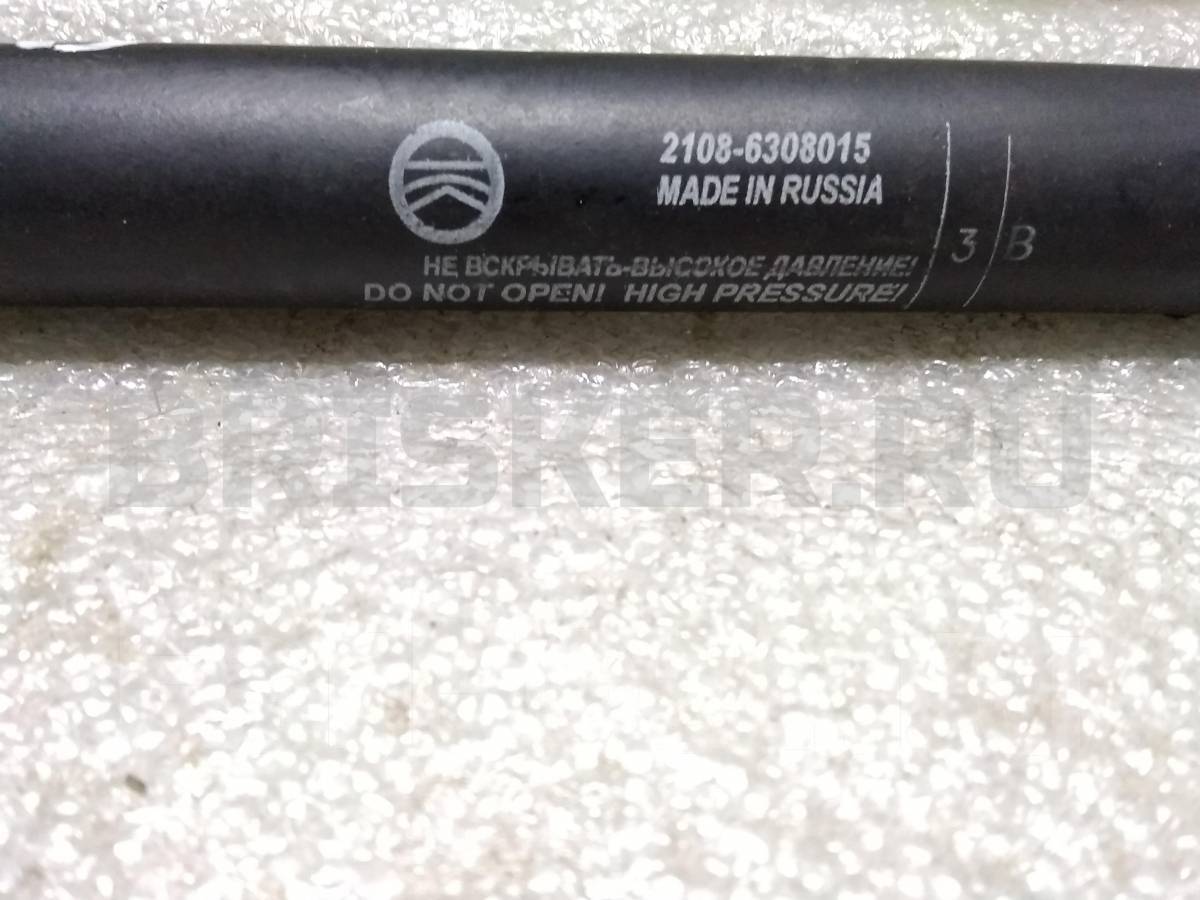 2108-6308015
MADE IN RUSSIA
3 B
НЕ ВСКРЫВАТЬ-ВЫСОКОЕ ДАВЛЕНИЕ!
DO NOT OPEN! HIGH PRESSURE!
BRISKER.RU